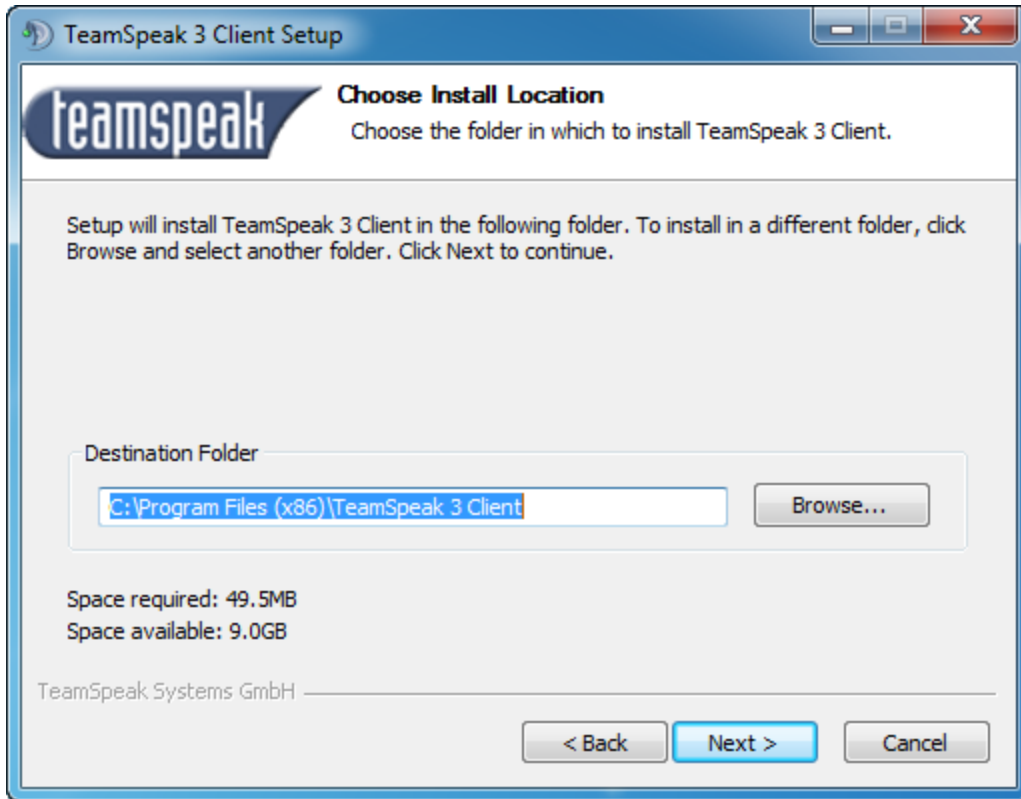 TeamSpeak 3 Client Setup
teamspeak
Choose Install Location
Choose the folder in which to install TeamSpeak 3 Client.
Setup will install TeamSpeak 3 Client in the following folder. To install in a different folder, click
Browse and select another folder. Click Next to continue.
Destination Folder
C:\Program Files (x86)\TeamSpeak 3 Client
Browse...
Space required: 49.5MB
Space available: 9.0GB
TeamSpeak Systems GmbH
< Back
Next >
Cancel